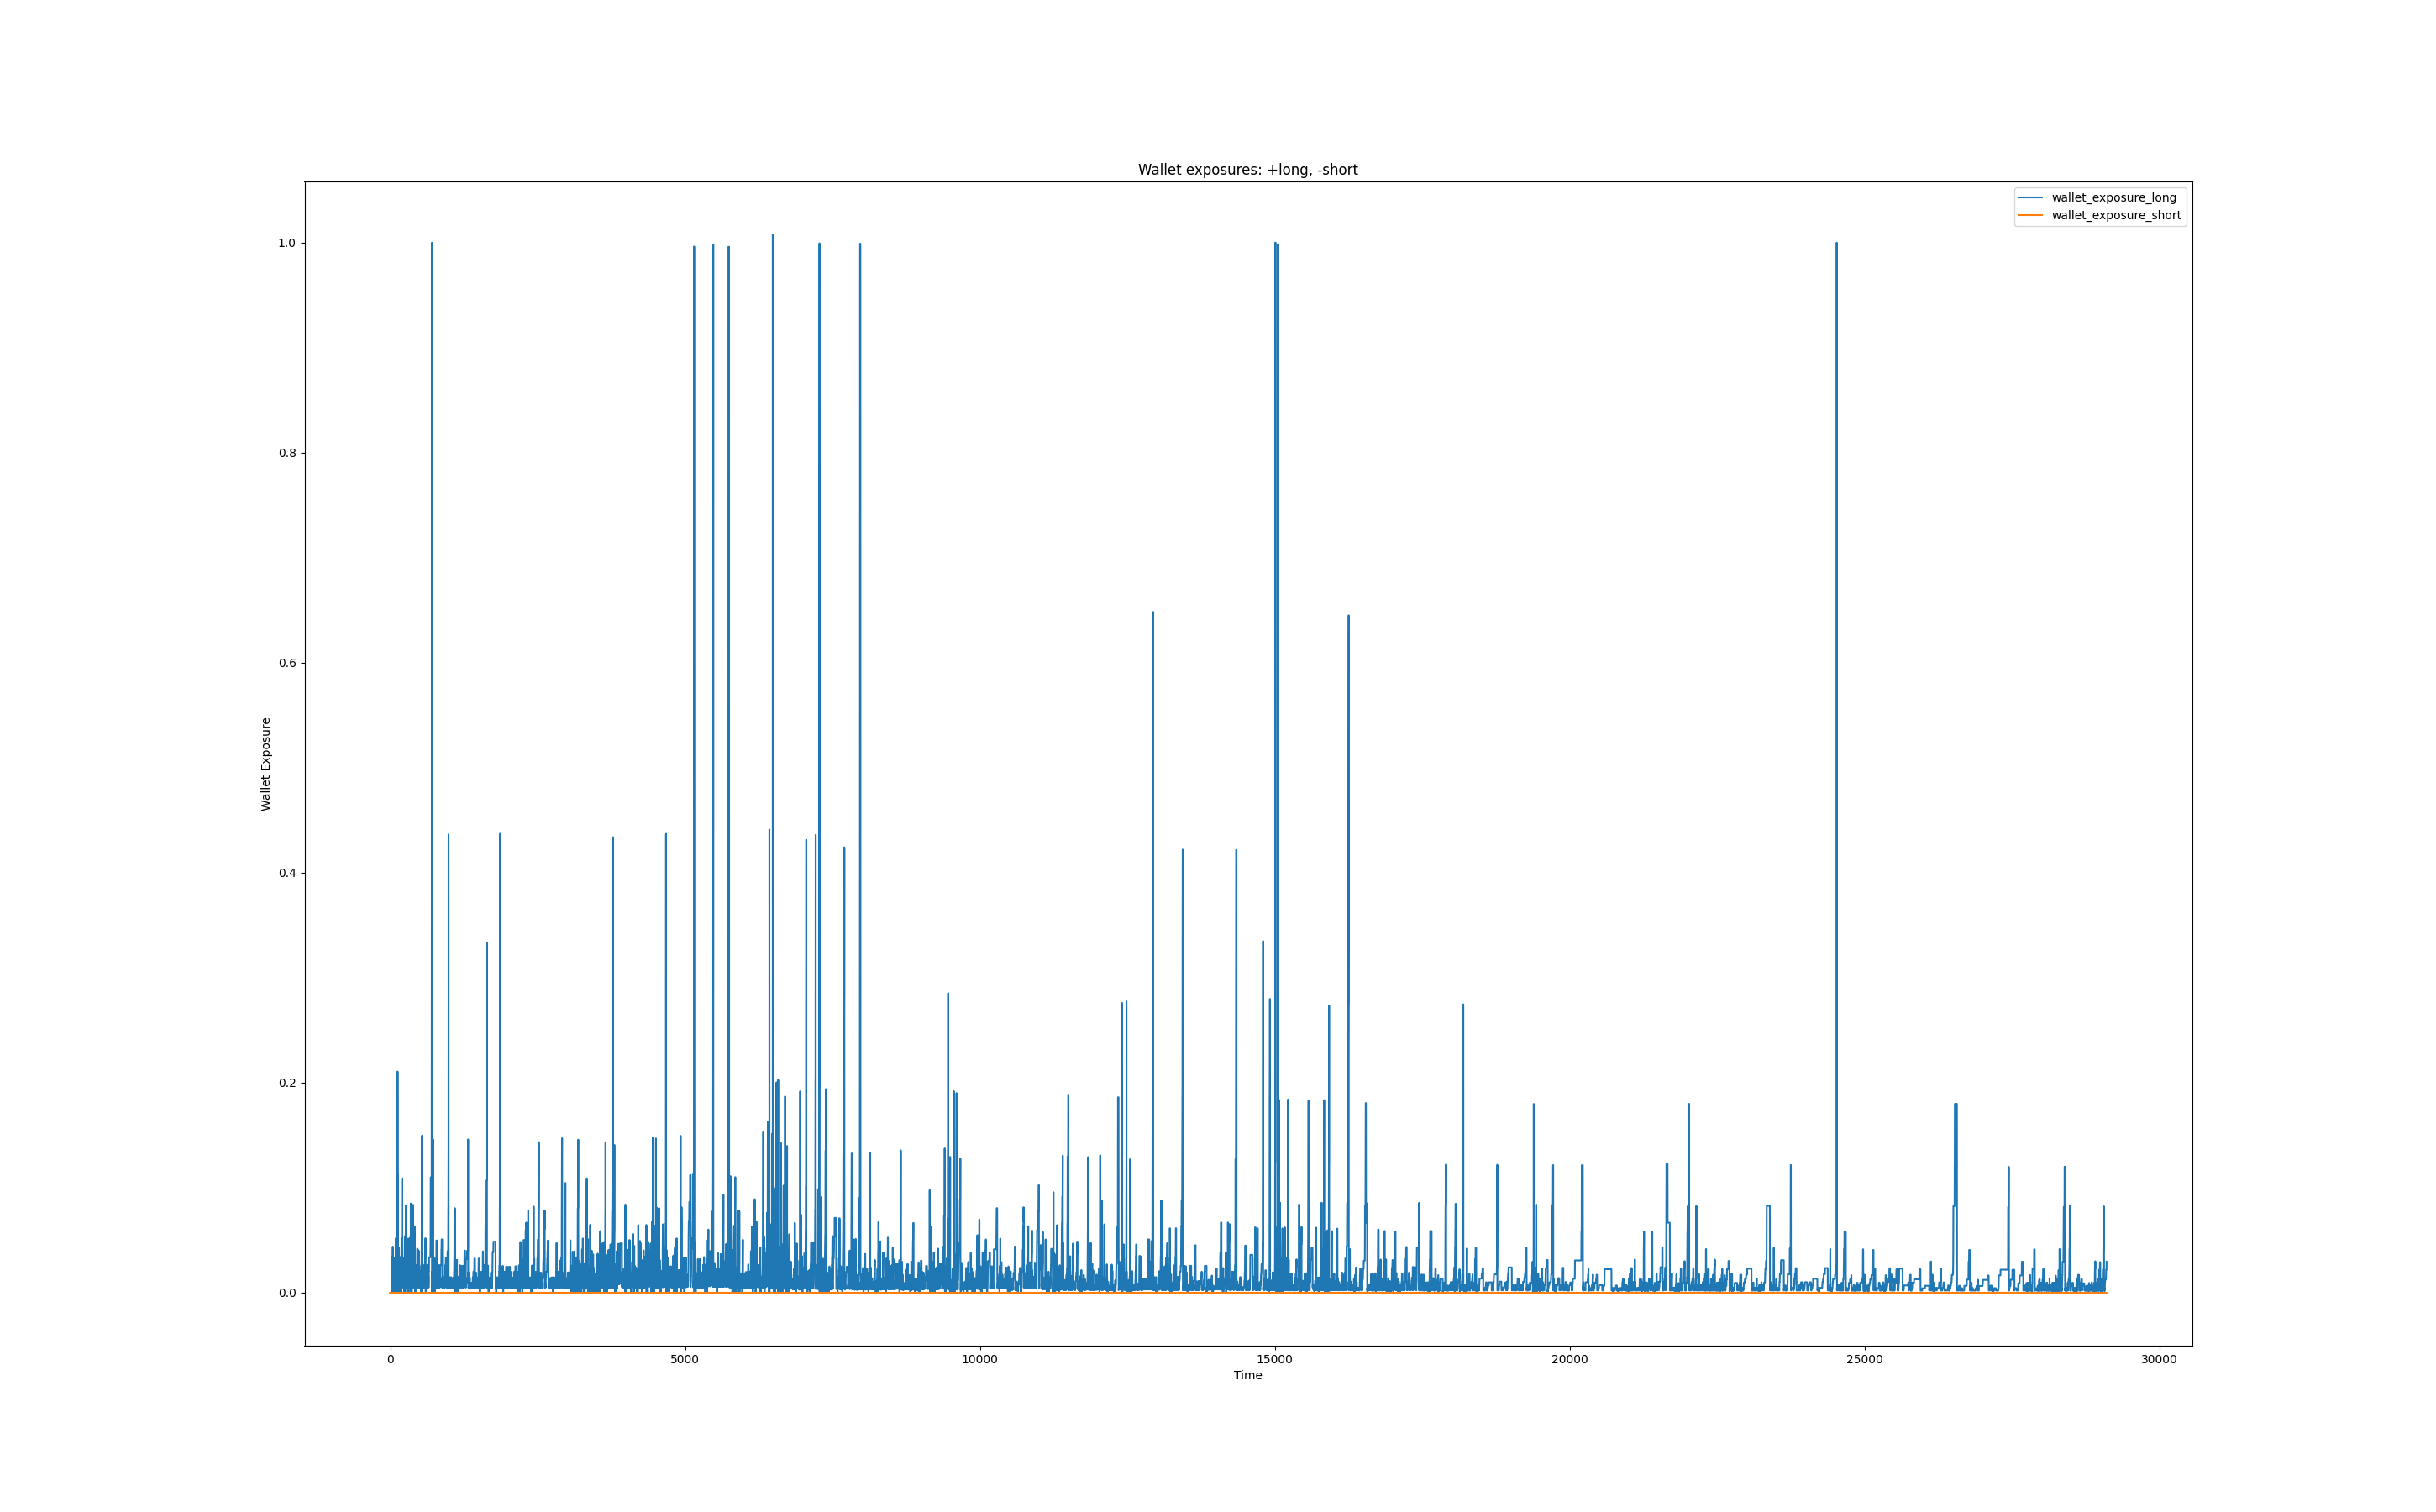 Wallet exposures: +long, -short
wallet_exposure_long
wallet_exposure_short
1.0
0.8
0.6
0.4
0.2
0.0
Wallet Exposure
0 5000 10000 15000 20000 25000 30000
Time